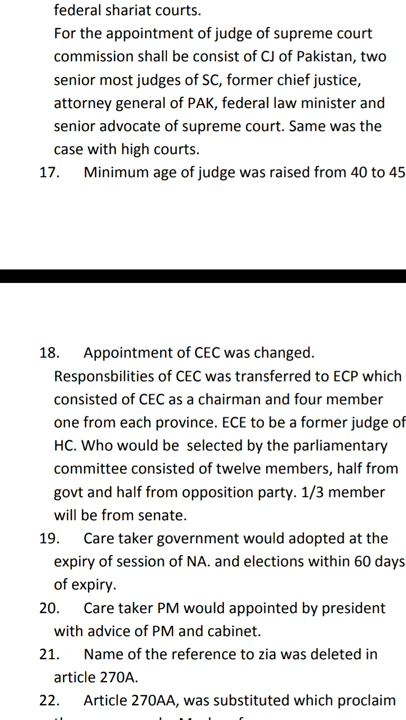 federal shariat courts.
For the appointment of judge of supreme court
commission shall be consist of CJ of Pakistan, two
senior most judges of SC, former chief justice,
attorney general of PAK, federal law minister and
senior advocate of supreme court. Same was the
case with high courts.
17. Minimum age of judge was raised from 40 to 45
18. Appointment of CEC was changed.
Responsbilities of CEC was transferred to ECP which
consisted of CEC as a chairman and four member
one from each province. ECE to be a former judge of
HC. Who would be selected by the parliamentary
committee consisted of twelve members, half from
govt and half from opposition party. 1/3 member
will be from senate.
19. Care taker government would adopted at the
expiry of session of NA. and elections within 60 days
of expiry.
20. Care taker PM would appointed by president
with advice of PM and cabinet.
21. Name of the reference to zia was deleted in
article 270A.
22. Article 270AA, was substituted which proclaim